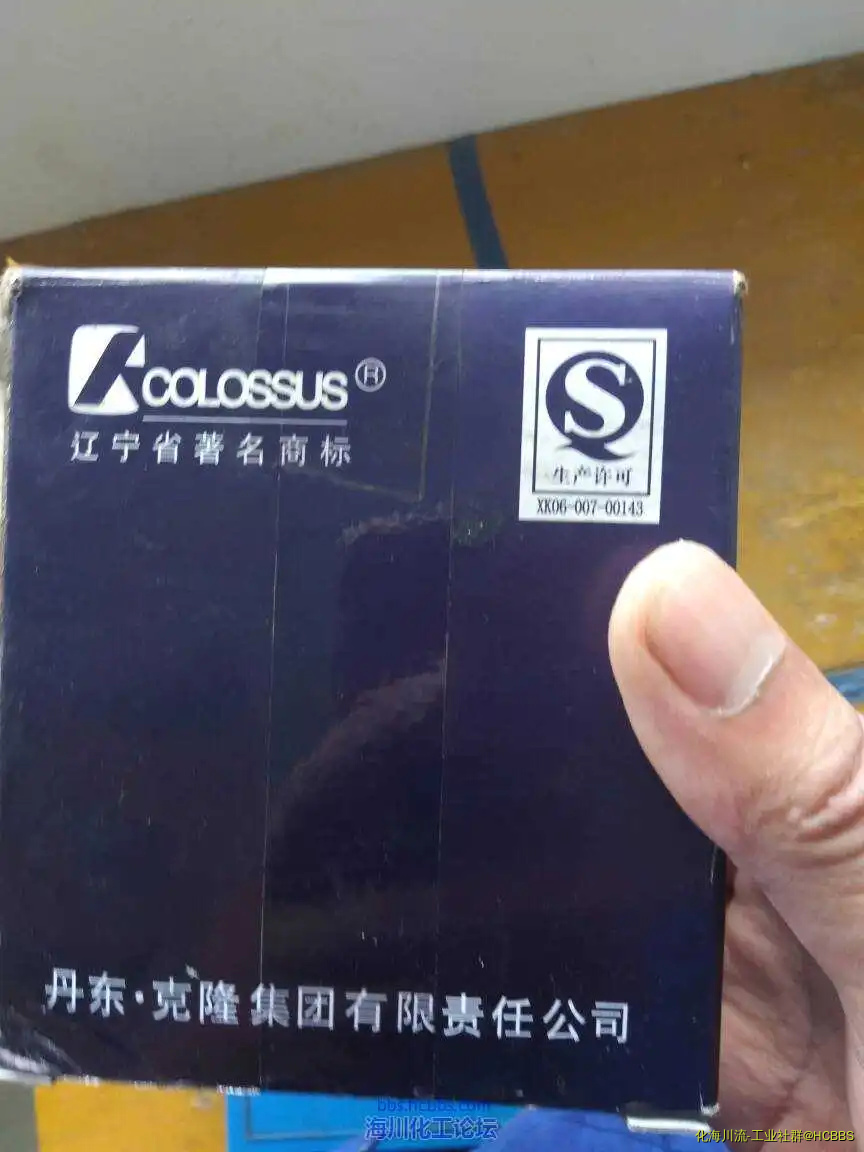 COLOSSUS®
辽宁省著名商标
S
生产许可
XK06-007-00143
丹东·克隆集团有限责任公司
bbs.hcbbs.com
海川化工论坛
化海川流-工业社群@HCBBS